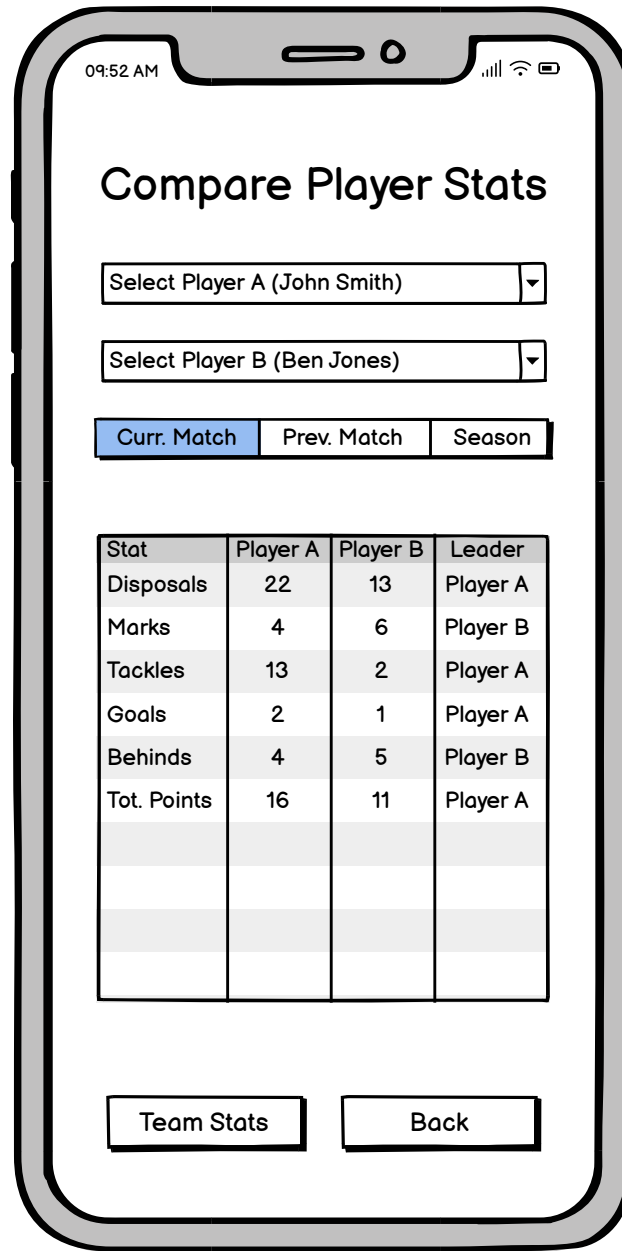 09:52 AM
Compare Player Stats
Select Player A (John Smith)
Select Player B (Ben Jones)
Curr. Match Prev. Match Season
Stat Player A Player B Leader
Disposals 22 13 Player A
Marks 4 6 Player B
Tackles 13 2 Player A
Goals 2 1 Player A
Behinds 4 5 Player B
Tot. Points 16 11 Player A
Team Stats Back